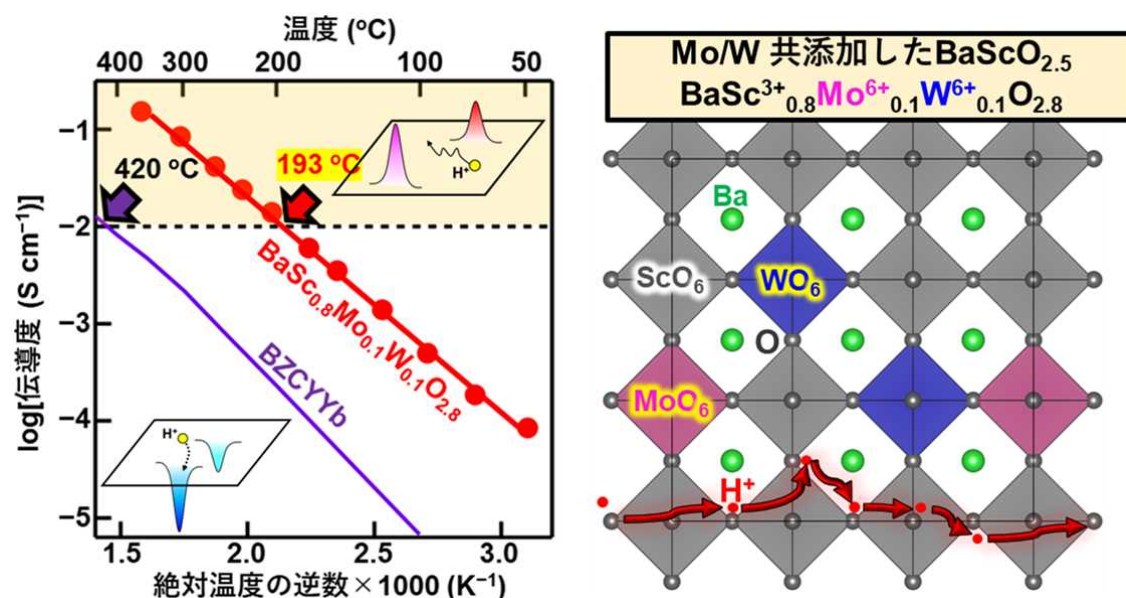 温度 (°C)
400 300 200 100 50
log[伝導度 (S cm⁻¹)]
−1
−2
−3
−4
−5
420 °C
193 °C
H⁺
BaSc₀.₈Mo₀.₁W₀.₁O₂.₈
BZCYYb
H⁺
1.5 2.0 2.5 3.0
絶対温度の逆数×1000 (K⁻¹)
Mo/W 共添加したBaScO₂.₅
BaSc³⁺₀.₈Mo⁶⁺₀.₁W⁶⁺₀.₁O₂.₈
Ba
ScO₆
WO₆
O
MoO₆
H⁺